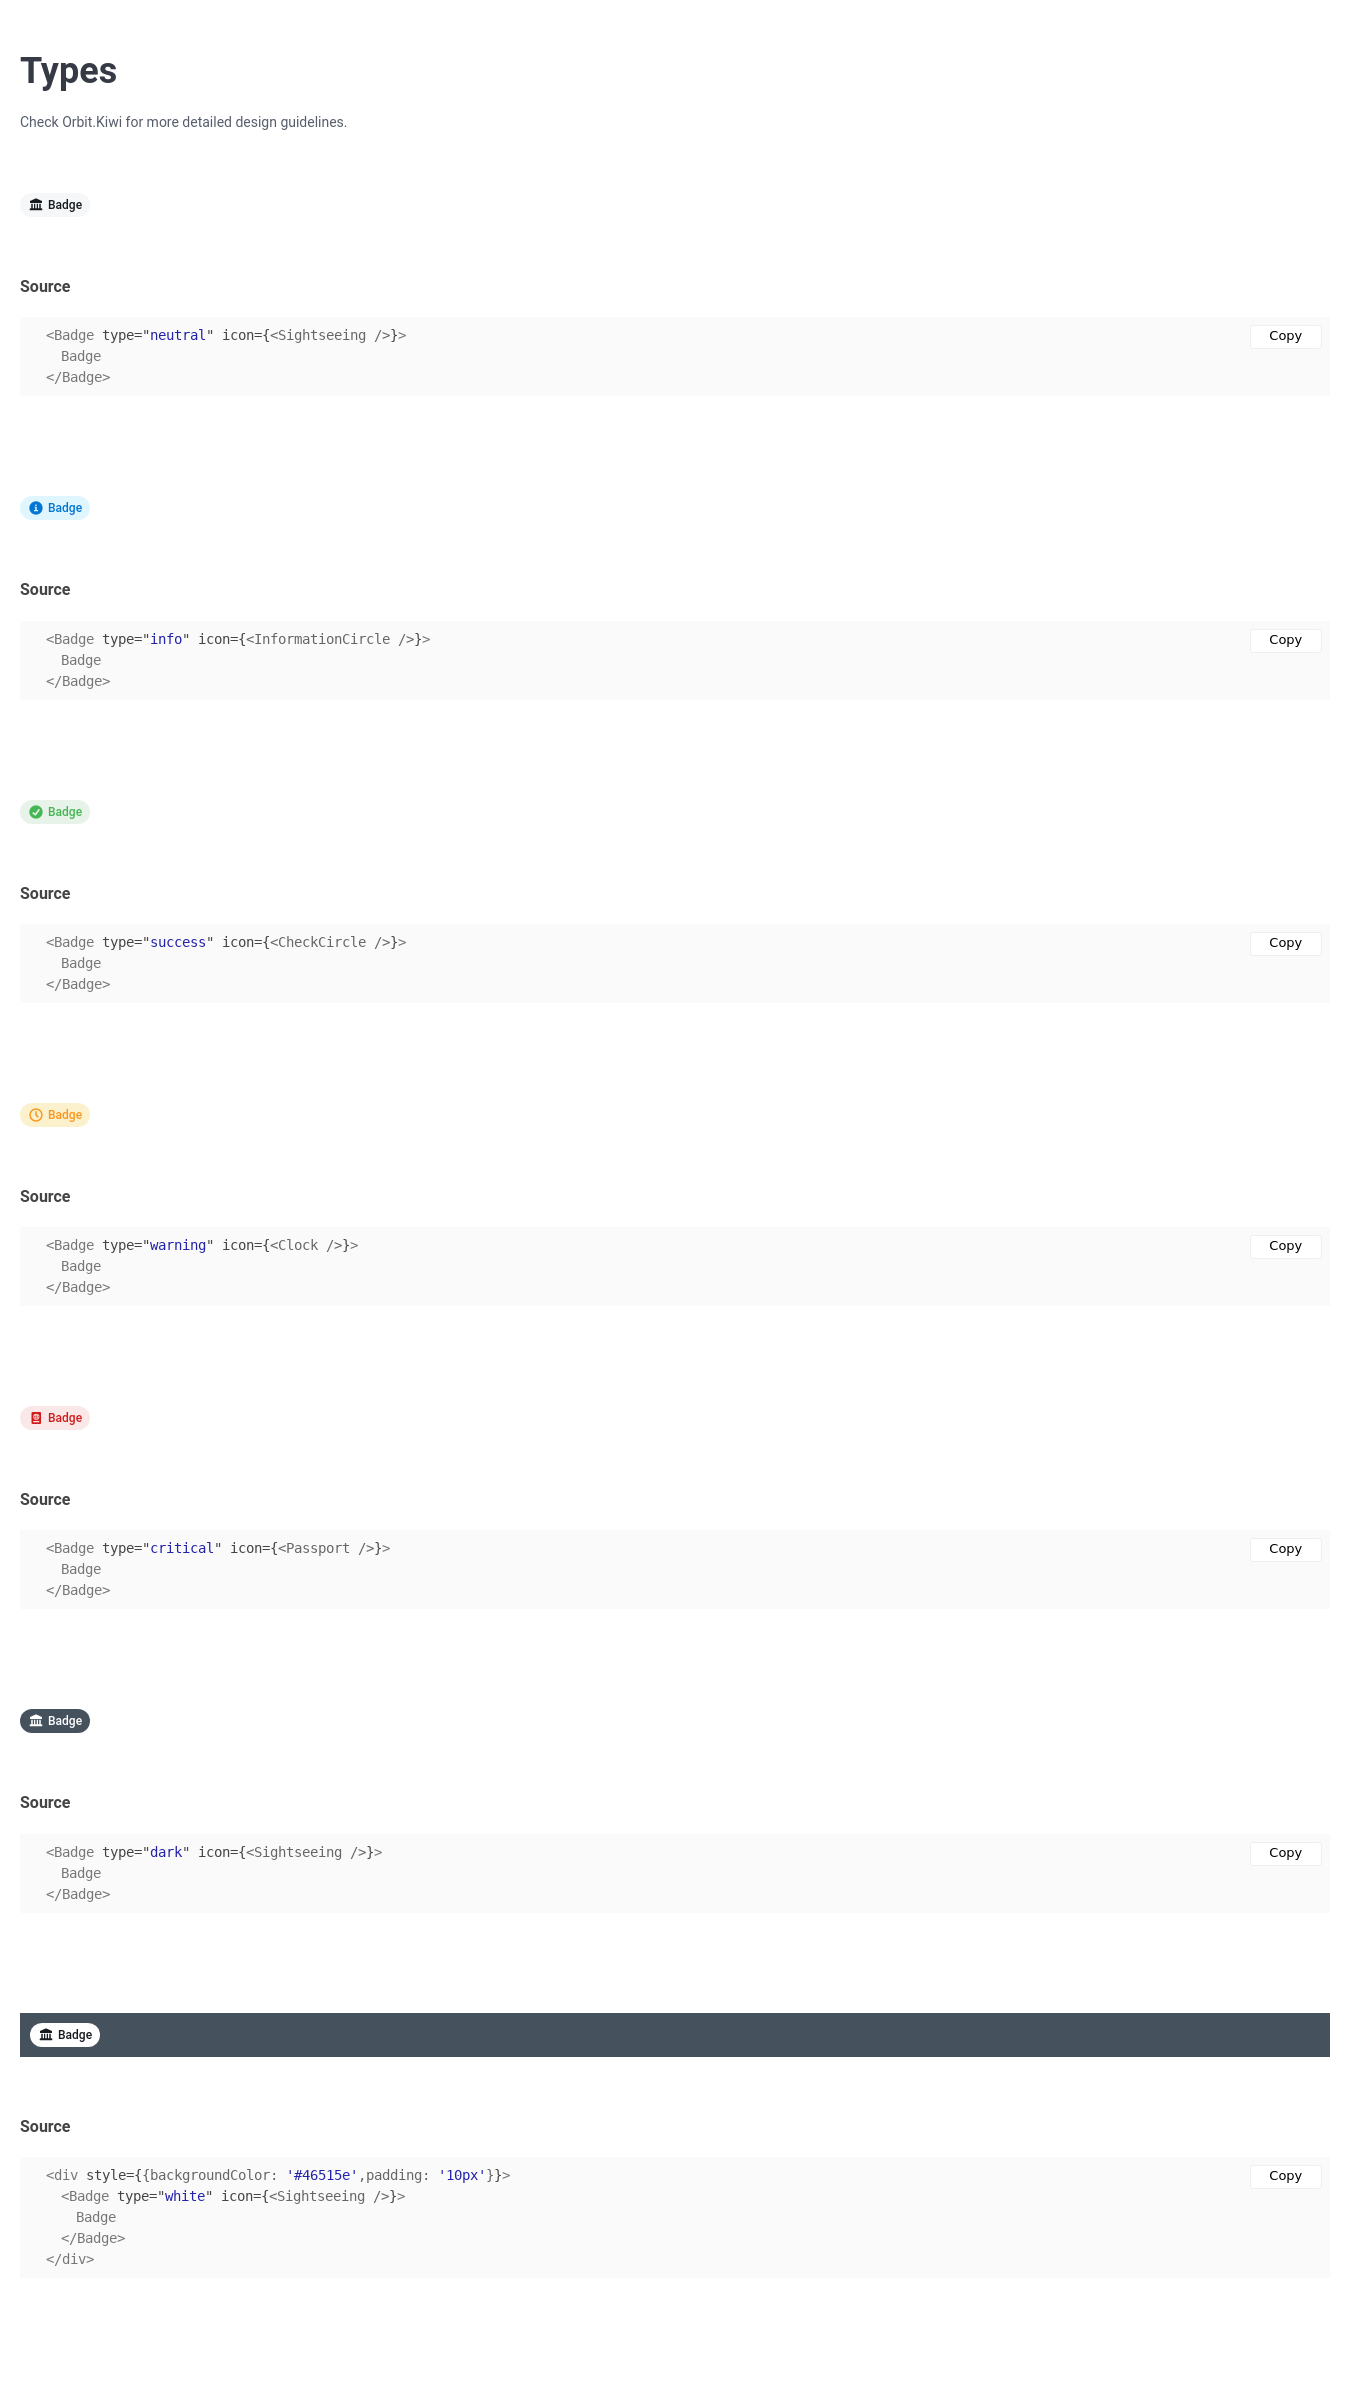 Types
Check Orbit.Kiwi for more detailed design guidelines.
Badge
Source
<Badge type="neutral" icon={<Sightseeing />}>
Copy
Badge
</Badge>
Badge
Source
<Badge type="info" icon={<InformationCircle />}>
Copy
Badge
</Badge>
Badge
Source
<Badge type="success" icon={<CheckCircle />}>
Copy
Badge
</Badge>
Badge
Source
<Badge type="warning" icon={<Clock />}>
Copy
Badge
</Badge>
Badge
Source
<Badge type="critical" icon={<Passport />}>
Copy
Badge
</Badge>
Badge
Source
<Badge type="dark" icon={<Sightseeing />}>
Copy
Badge
</Badge>
Badge
Source
<div style={{backgroundColor: '#46515e',padding: '10px'}}>
Copy
<Badge type="white" icon={<Sightseeing />}>
Badge
</Badge>
</div>